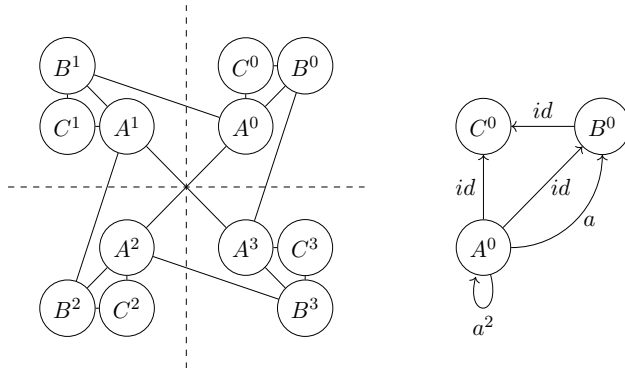 B¹ C⁰ B⁰
C¹ A¹ A⁰
A² A³ C³
B² C² B³
id
C⁰ B⁰
id id
a
A⁰
a²